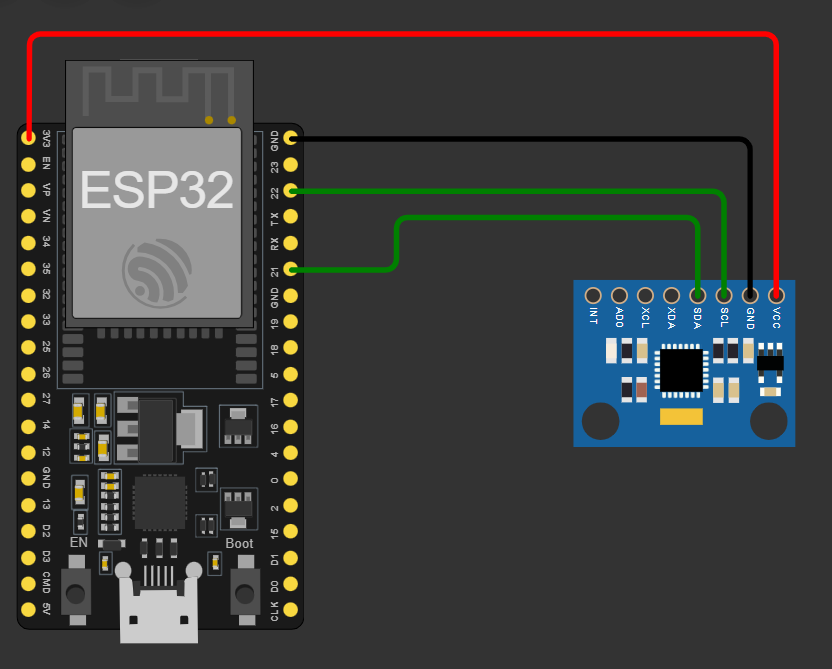 ESP32
3V3
EN
VP
VN
34
35
32
33
25
26
27
14
12
GND
13
D2
D3
CMD
5V
GND
23
22
TX
RX
21
GND
19
18
5
17
16
4
0
2
15
D1
D0
CLK
EN
Boot
INT
AD0
XCL
XDA
SDA
SCL
GND
VCC